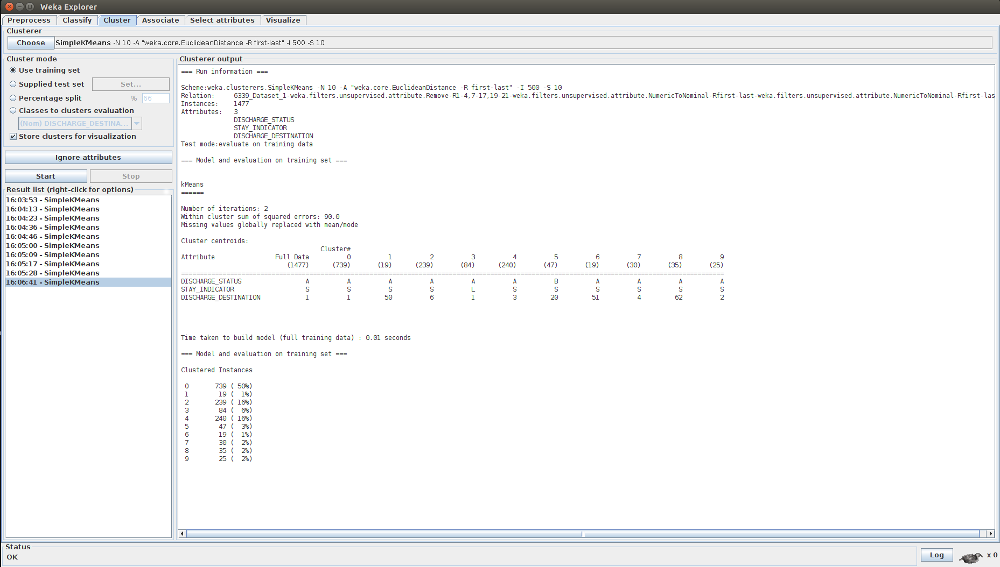 Weka Explorer
Preprocess Classify Cluster Associate Select attributes Visualize
Clusterer
Choose SimpleKMeans -N 10 -A "weka.core.EuclideanDistance -R first-last" -I 500 -S 10
Cluster mode
Use training set
Supplied test set Set...
Percentage split % 66
Classes to clusters evaluation
(Nom) DISCHARGE_DESTINA...
Store clusters for visualization
Ignore attributes
Start Stop
Result list (right-click for options)
16:03:53 - SimpleKMeans
16:04:13 - SimpleKMeans
16:04:23 - SimpleKMeans
16:04:36 - SimpleKMeans
16:04:46 - SimpleKMeans
16:05:00 - SimpleKMeans
16:05:09 - SimpleKMeans
16:05:17 - SimpleKMeans
16:05:28 - SimpleKMeans
16:06:41 - SimpleKMeans
Clusterer output
=== Run information ===
Scheme:weka.clusterers.SimpleKMeans -N 10 -A "weka.core.EuclideanDistance -R first-last" -I 500 -S 10
Relation: 6339_Dataset_1-weka.filters.unsupervised.attribute.Remove-R1-4,7-17,19-21-weka.filters.unsupervised.attribute.NumericToNominal-Rfirst-last-weka.filters.unsupervised.attribute.NumericToNominal-Rfirst-las
Instances: 1477
Attributes: 3
DISCHARGE_STATUS
STAY_INDICATOR
DISCHARGE_DESTINATION
Test mode:evaluate on training data
=== Model and evaluation on training set ===
kMeans
======
Number of iterations: 2
Within cluster sum of squared errors: 90.0
Missing values globally replaced with mean/mode
Cluster centroids:
Cluster#
Attribute Full Data 0 1 2 3 4 5 6 7 8 9
(1477) (739) (19) (239) (84) (240) (47) (19) (30) (35) (25)
================================================================================================================================================
DISCHARGE_STATUS A A A A A A B A A A A
STAY_INDICATOR S S S S L S S S S S S
DISCHARGE_DESTINATION 1 1 50 6 1 3 20 51 4 62 2
Time taken to build model (full training data) : 0.01 seconds
=== Model and evaluation on training set ===
Clustered Instances
0 739 ( 50%)
1 19 ( 1%)
2 239 ( 16%)
3 84 ( 6%)
4 240 ( 16%)
5 47 ( 3%)
6 19 ( 1%)
7 30 ( 2%)
8 35 ( 2%)
9 25 ( 2%)
Status
OK
Log x 0